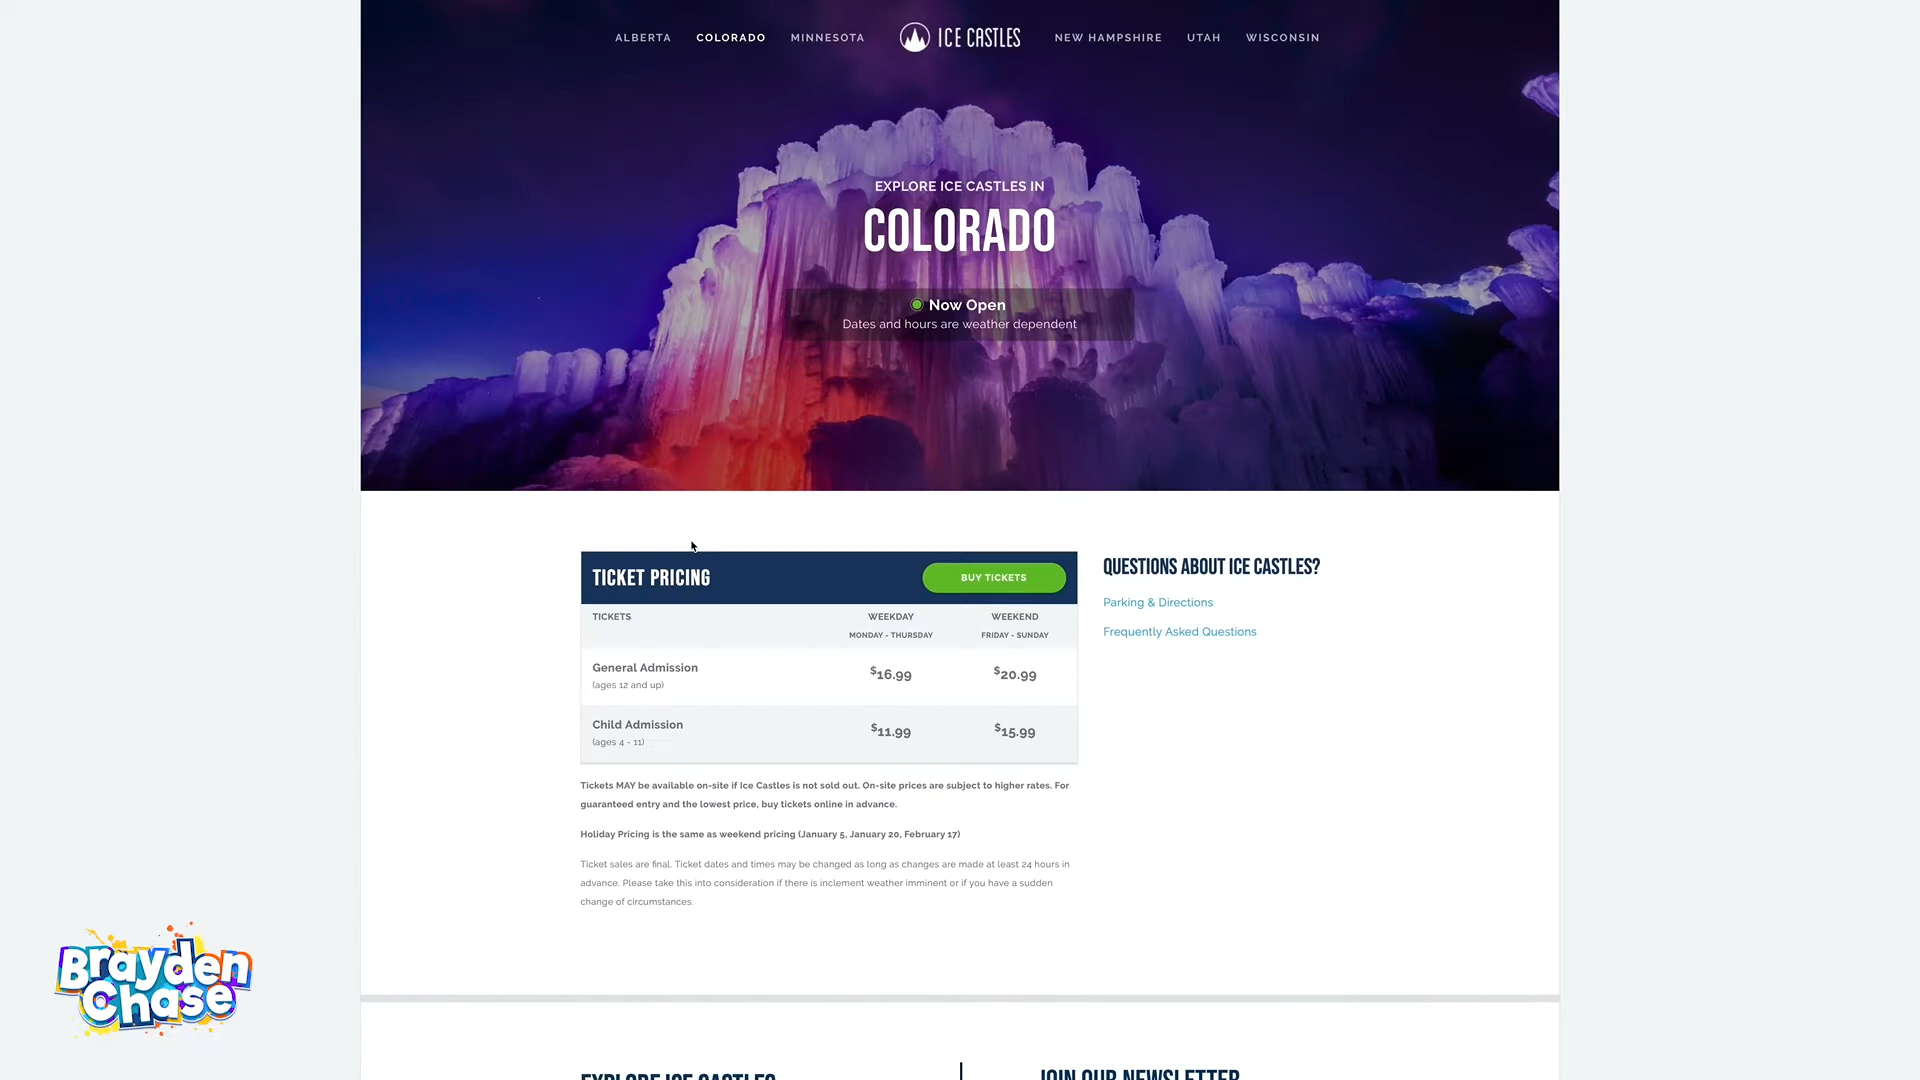 ALBERTA COLORADO MINNESOTA ICE CASTLES NEW HAMPSHIRE UTAH WISCONSIN
EXPLORE ICE CASTLES IN
COLORADO
Now Open
Dates and hours are weather dependent
TICKET PRICING BUY TICKETS
TICKETS WEEKDAY WEEKEND
MONDAY - THURSDAY FRIDAY - SUNDAY
General Admission $16.99 $20.99
(ages 12 and up)
Child Admission $11.99 $15.99
(ages 4 - 11)
Tickets MAY be available on-site if Ice Castles is not sold out. On-site prices are subject to higher rates. For
guaranteed entry and the lowest price, buy tickets online in advance.
Holiday Pricing is the same as weekend pricing (January 5, January 20, February 17)
Ticket sales are final. Ticket dates and times may be changed as long as changes are made at least 24 hours in
advance. Please take this into consideration if there is inclement weather imminent or if you have a sudden
change of circumstances.
QUESTIONS ABOUT ICE CASTLES?
Parking & Directions
Frequently Asked Questions
Brayden
Chase
EXPLORE ICE CASTLES
JOIN OUR NEWSLETTER